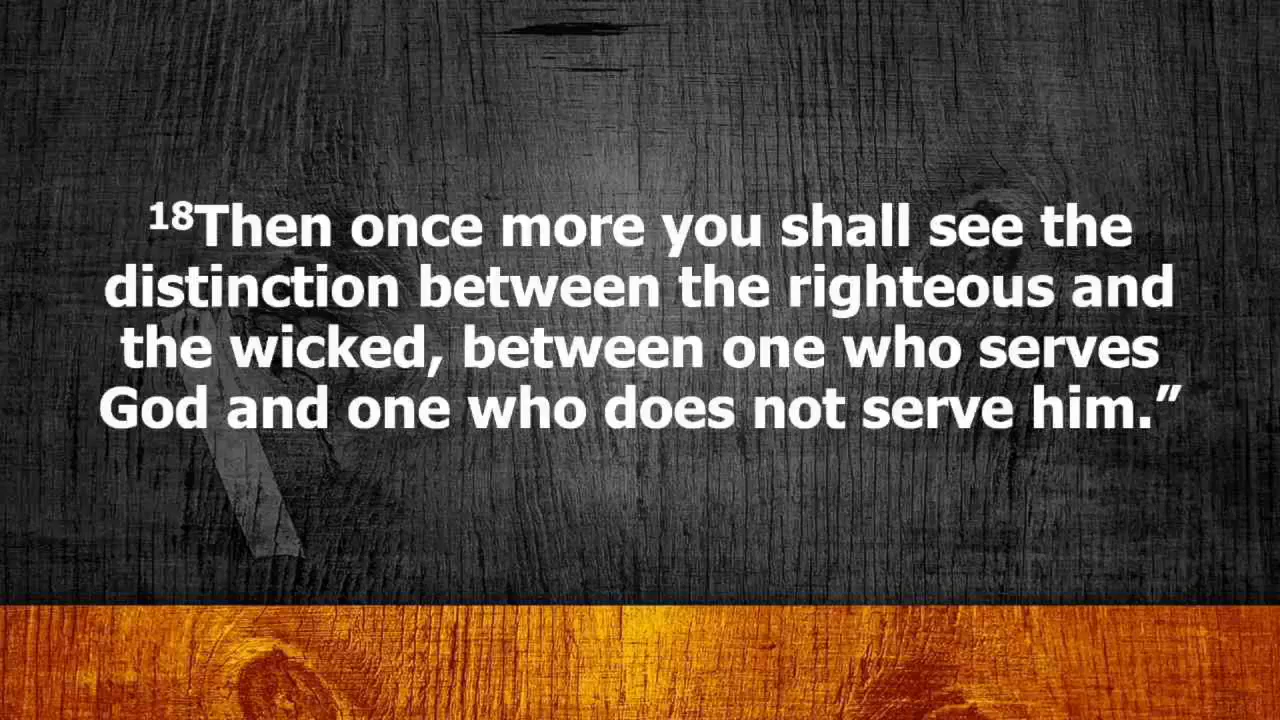 ¹⁸Then once more you shall see the
distinction between the righteous and
the wicked, between one who serves
God and one who does not serve him.”